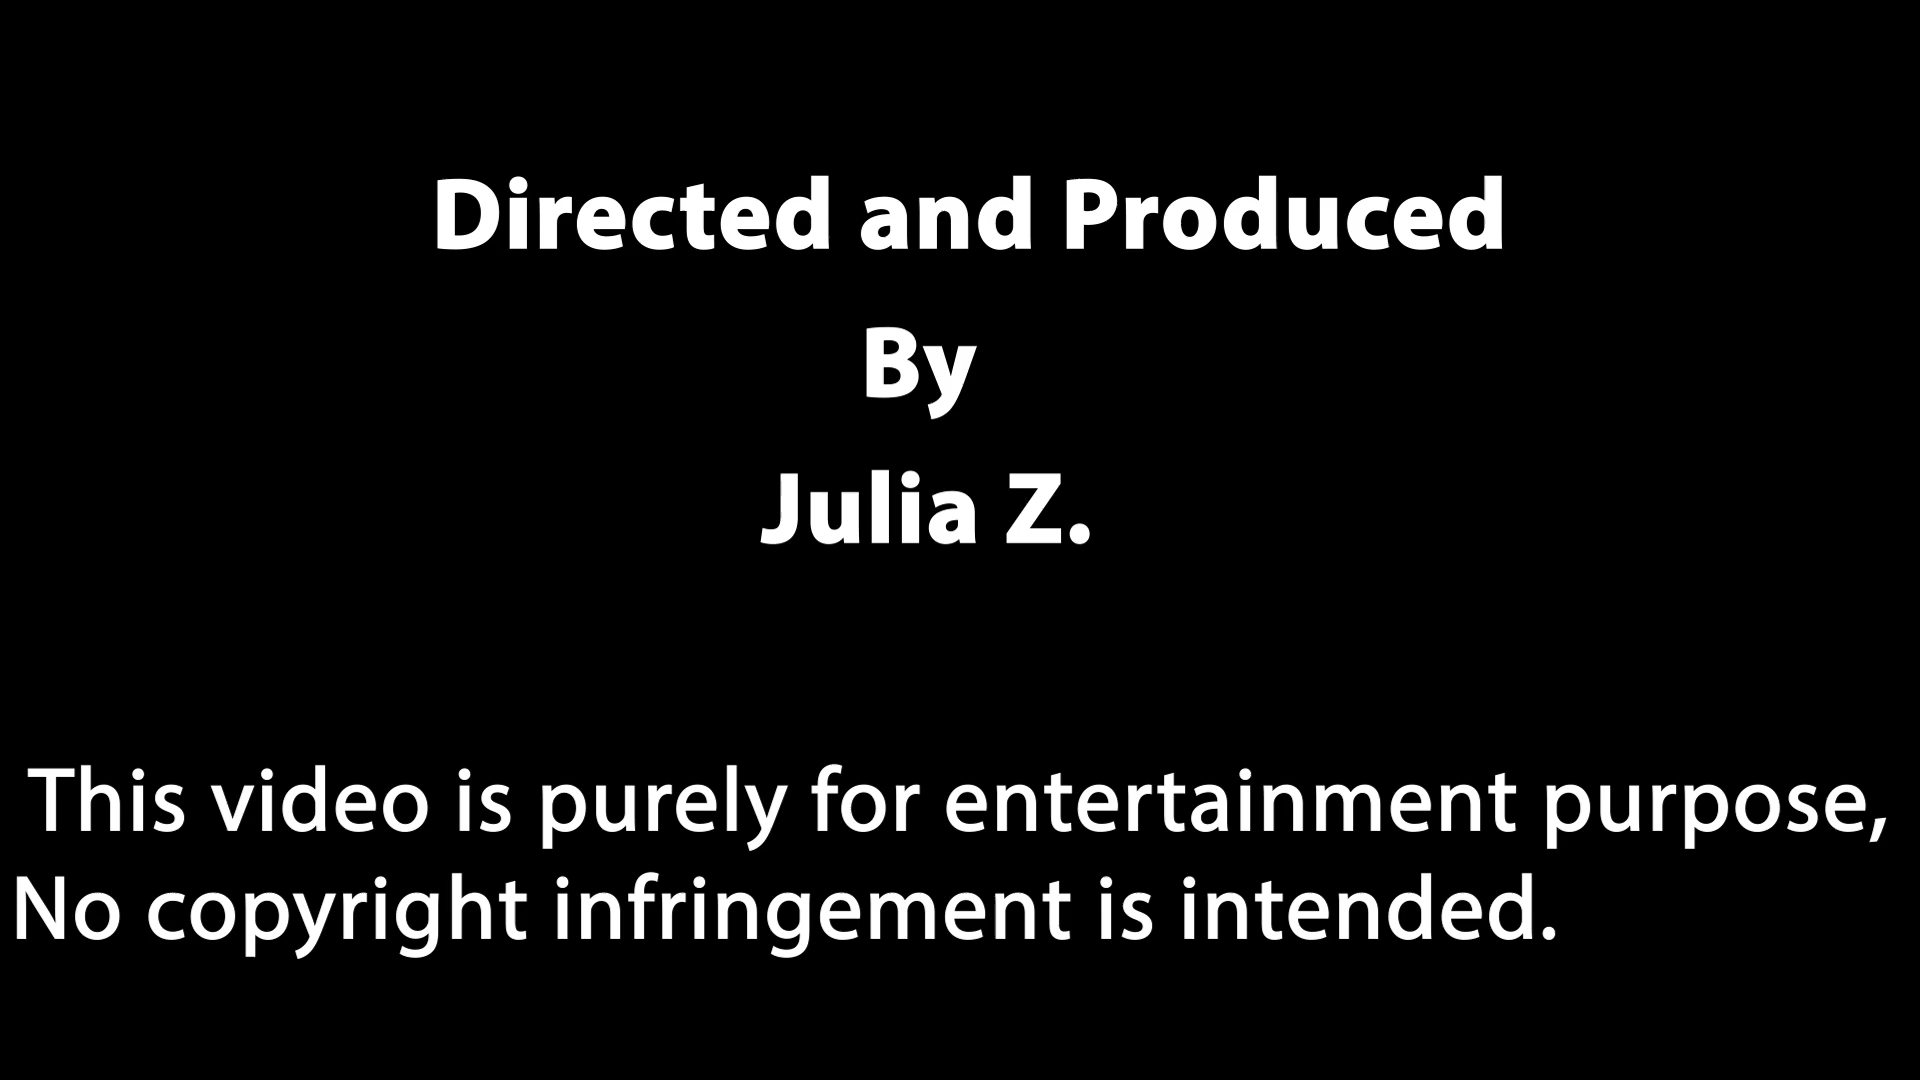 Directed and Produced
By
Julia Z.
This video is purely for entertainment purpose,
No copyright infringement is intended.